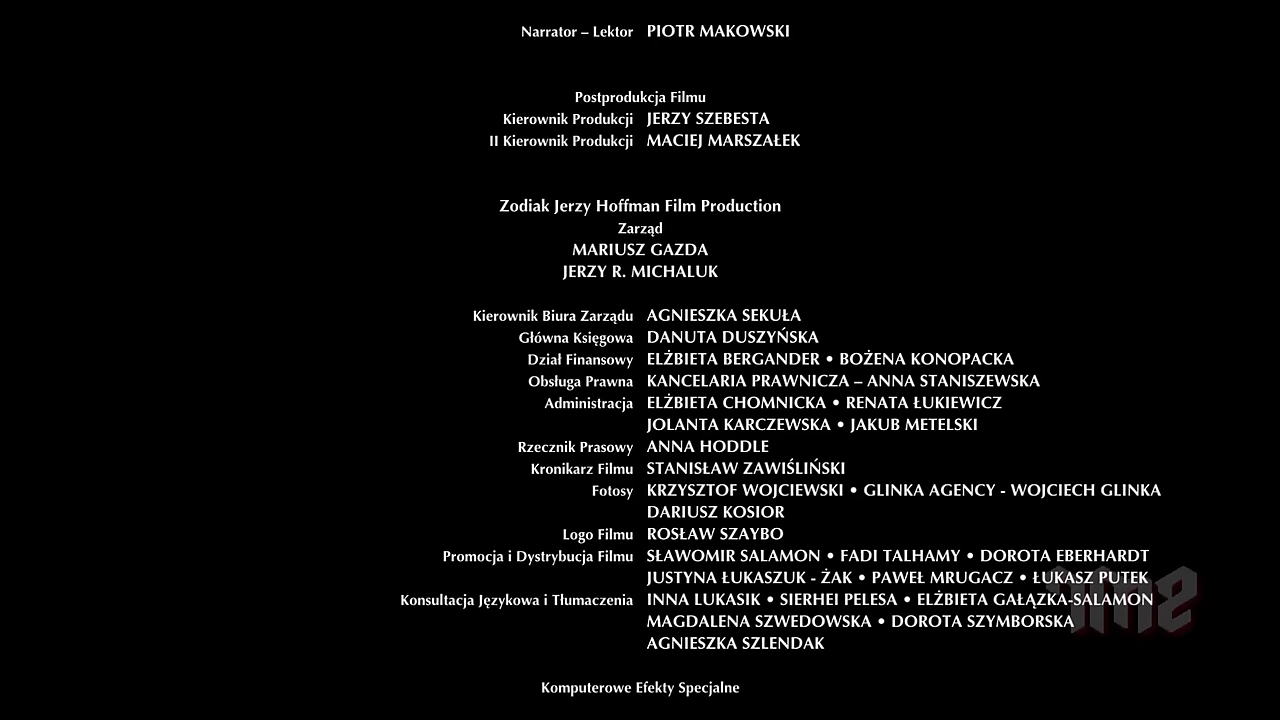 Narrator – Lektor PIOTR MAKOWSKI
Postprodukcja Filmu
Kierownik Produkcji JERZY SZEBESTA
II Kierownik Produkcji MACIEJ MARSZAŁEK
Zodiak Jerzy Hoffman Film Production
Zarząd
MARIUSZ GAZDA
JERZY R. MICHALUK
Kierownik Biura Zarządu AGNIESZKA SEKUŁA
Główna Księgowa DANUTA DUSZYŃSKA
Dział Finansowy ELŻBIETA BERGANDER • BOŻENA KONOPACKA
Obsługa Prawna KANCELARIA PRAWNICZA – ANNA STANISZEWSKA
Administracja ELŻBIETA CHOMNICKA • RENATA ŁUKIEWICZ
JOLANTA KARCZEWSKA • JAKUB METELSKI
Rzecznik Prasowy ANNA HODDLE
Kronikarz Filmu STANISŁAW ZAWIŚLIŃSKI
Fotosy KRZYSZTOF WOJCIEWSKI • GLINKA AGENCY - WOJCIECH GLINKA
DARIUSZ KOSIOR
Logo Filmu ROSŁAW SZAYBO
Promocja i Dystrybucja Filmu SŁAWOMIR SALAMON • FADI TALHAMY • DOROTA EBERHARDT
JUSTYNA ŁUKASZUK - ŻAK • PAWEŁ MRUGACZ • ŁUKASZ PUTEK
Konsultacja Językowa i Tłumaczenia INNA LUKASIK • SIERHEI PELESA • ELŻBIETA GAŁĄZKA-SALAMON
MAGDALENA SZWEDOWSKA • DOROTA SZYMBORSKA
AGNIESZKA SZLENDAK
Komputerowe Efekty Specjalne